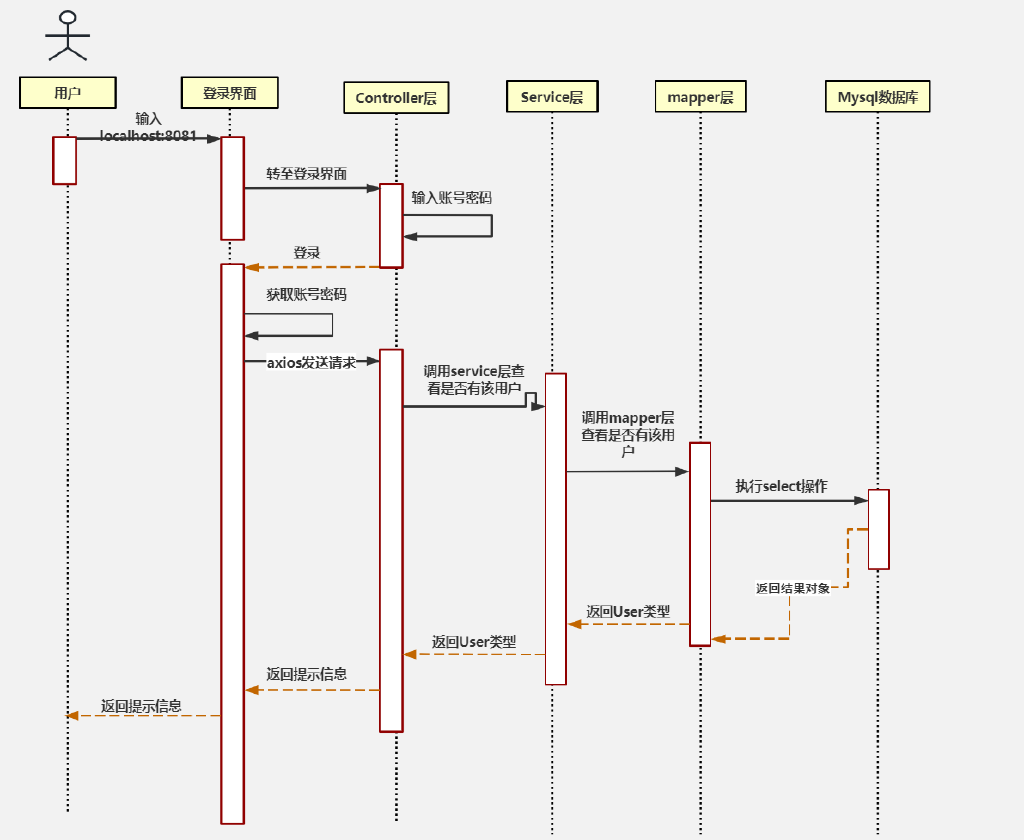 用户
登录界面
Controller层
Service层
mapper层
Mysql数据库
输入
localhost:8081
转至登录界面
输入账号密码
登录
获取账号密码
axios发送请求
调用service层查
看是否有该用户
调用mapper层
查看是否有该用
户
执行select操作
返回结果对象
返回User类型
返回User类型
返回提示信息
返回提示信息